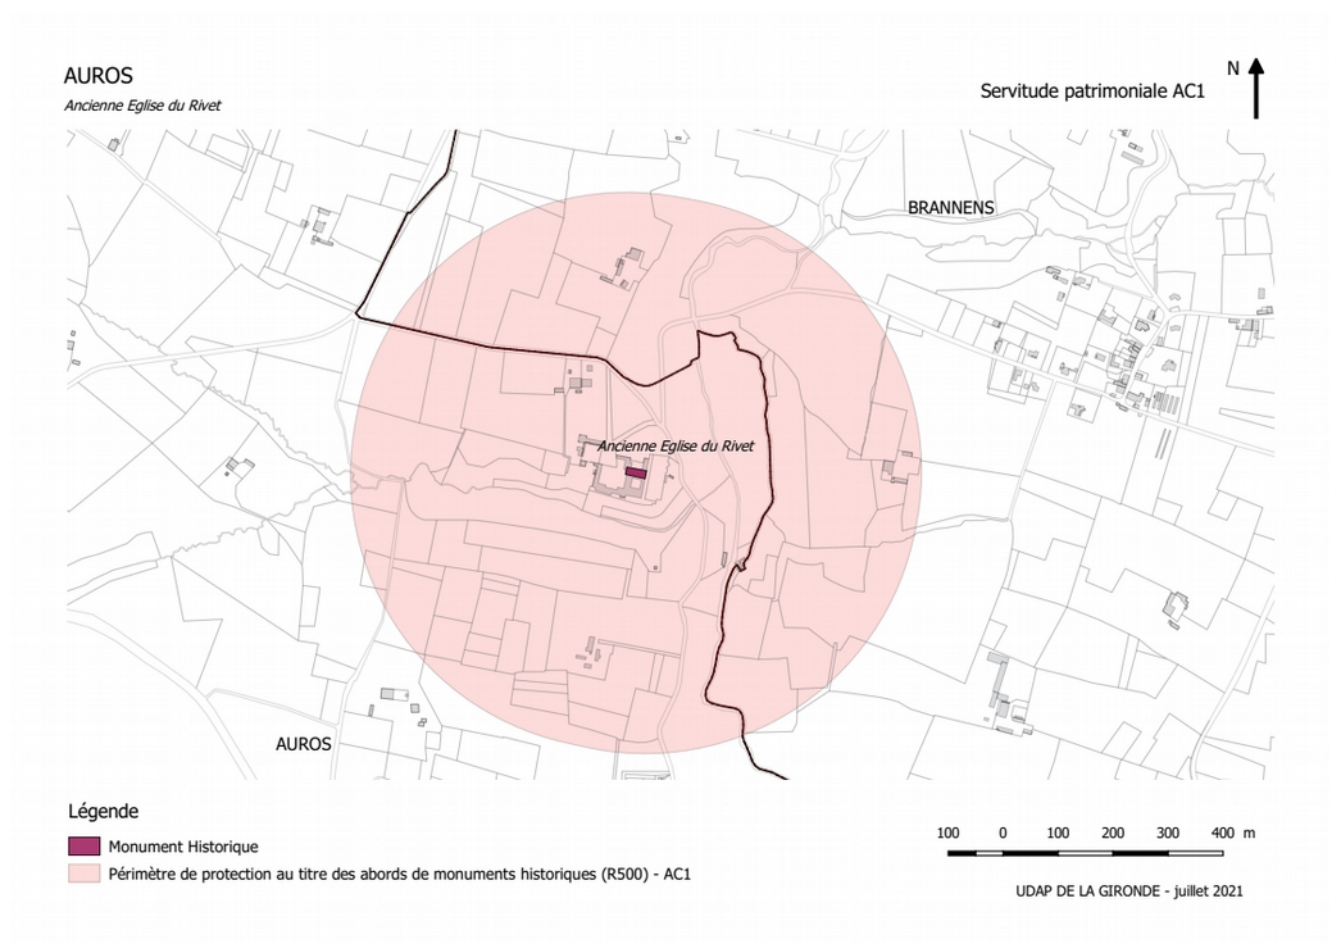 AUROS
Ancienne Eglise du Rivet
Servitude patrimoniale AC1
N
BRANNENS
Ancienne Eglise du Rivet
AUROS
Légende
Monument Historique
Périmètre de protection au titre des abords de monuments historiques (R500) - AC1
100 0 100 200 300 400 m
UDAP DE LA GIRONDE - juillet 2021